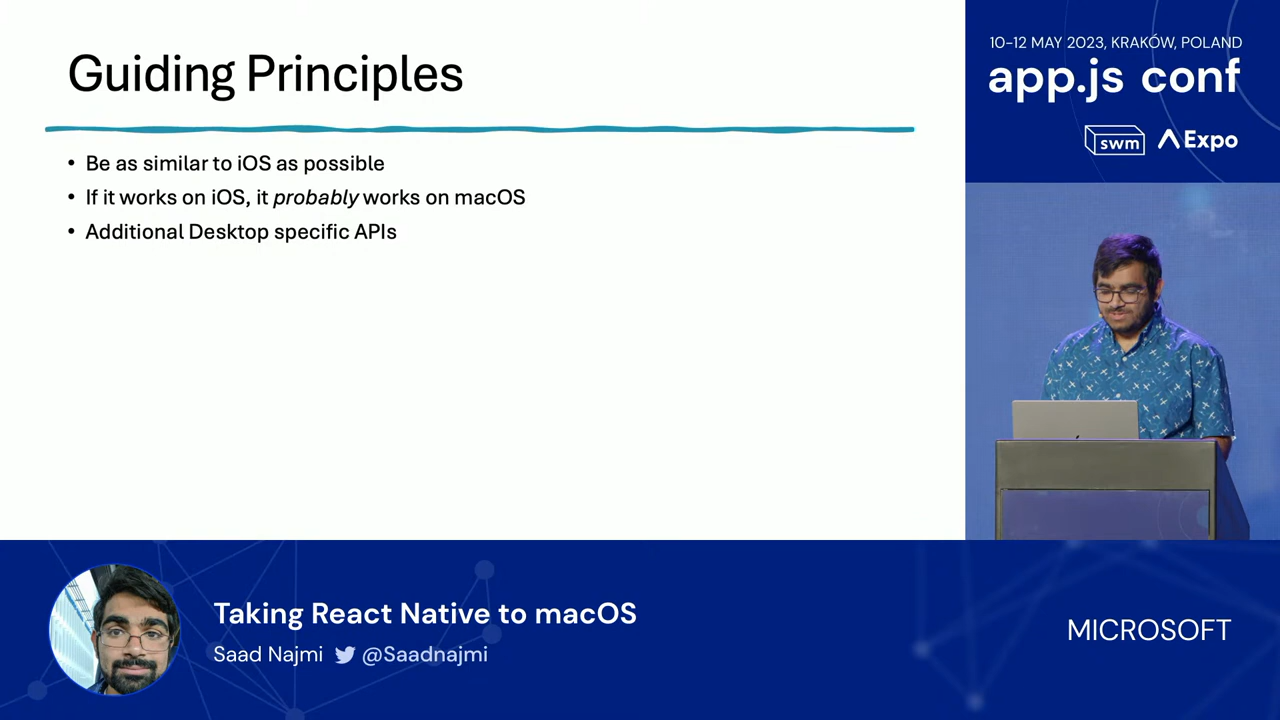 Guiding Principles
• Be as similar to iOS as possible
• If it works on iOS, it probably works on macOS
• Additional Desktop specific APIs
10-12 MAY 2023, KRAKÓW, POLAND
app.js conf
swm Expo
Taking React Native to macOS
Saad Najmi @Saadnajmi
MICROSOFT